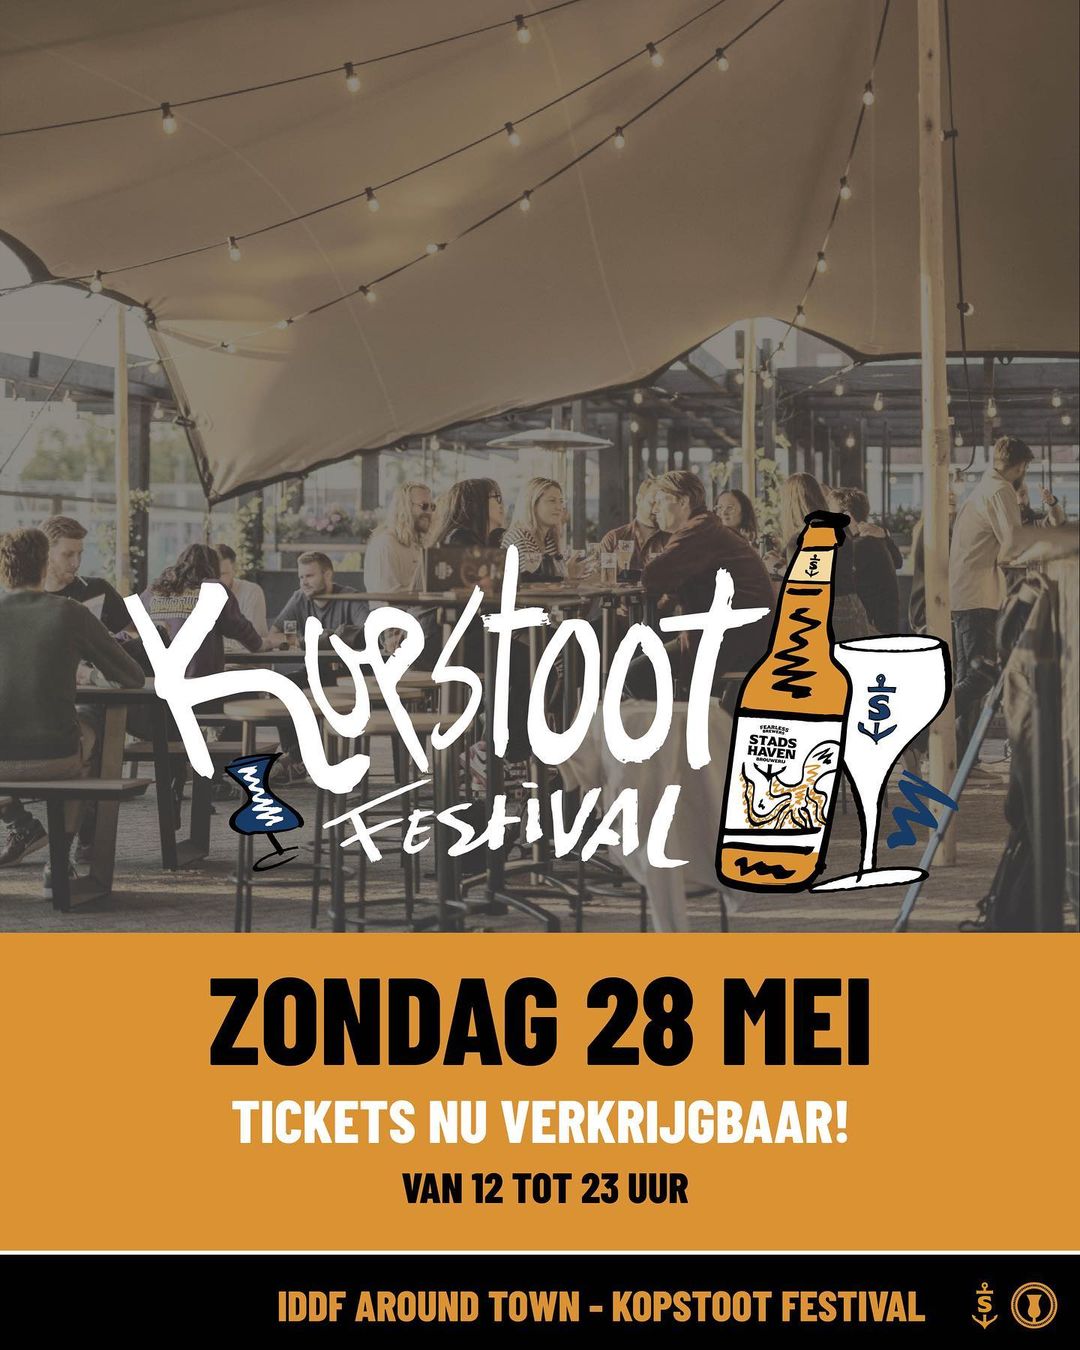 Kopstoot
FESTIVAL
S
S
FEARLESS
BREWERS
STADS
HAVEN
BROUWERIJ
ZONDAG 28 MEI
TICKETS NU VERKRIJGBAAR!
VAN 12 TOT 23 UUR
IDDF AROUND TOWN - KOPSTOOT FESTIVAL
S